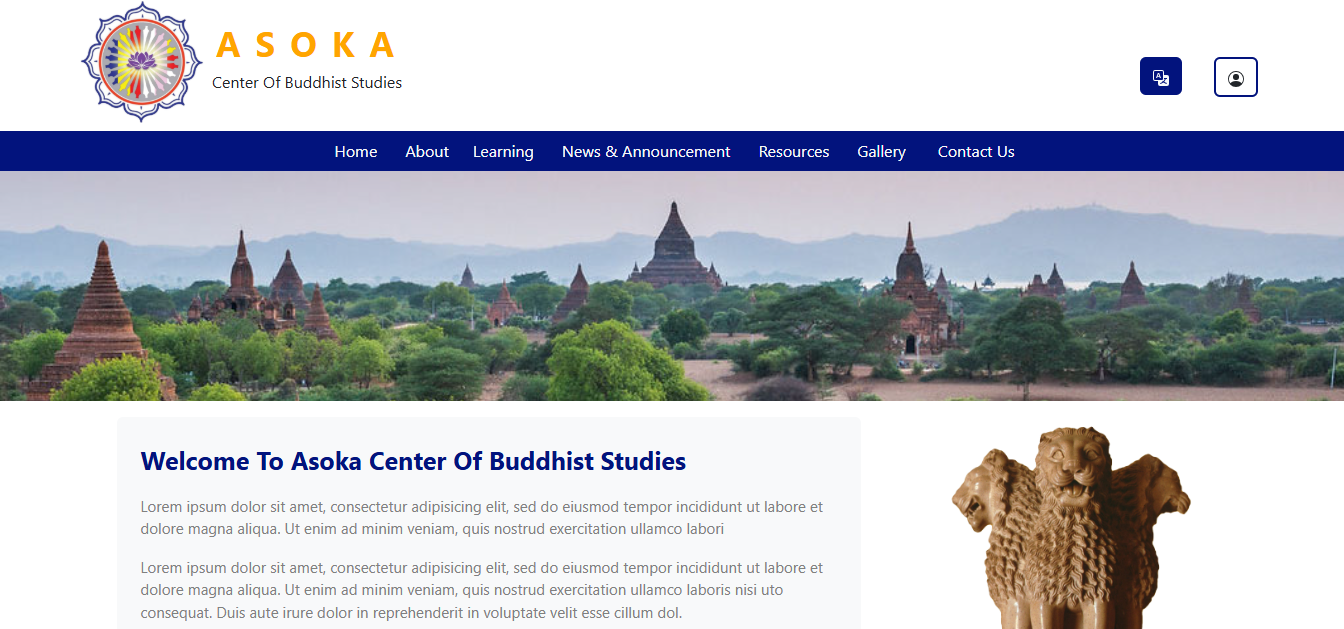 A S O K A
Center Of Buddhist Studies
Home About Learning News & Announcement Resources Gallery Contact Us
Welcome To Asoka Center Of Buddhist Studies
Lorem ipsum dolor sit amet, consectetur adipisicing elit, sed do eiusmod tempor incididunt ut labore et
dolore magna aliqua. Ut enim ad minim veniam, quis nostrud exercitation ullamco labori
Lorem ipsum dolor sit amet, consectetur adipisicing elit, sed do eiusmod tempor incididunt ut labore et
dolore magna aliqua. Ut enim ad minim veniam, quis nostrud exercitation ullamco laboris nisi uto
consequat. Duis aute irure dolor in reprehenderit in voluptate velit esse cillum dol.